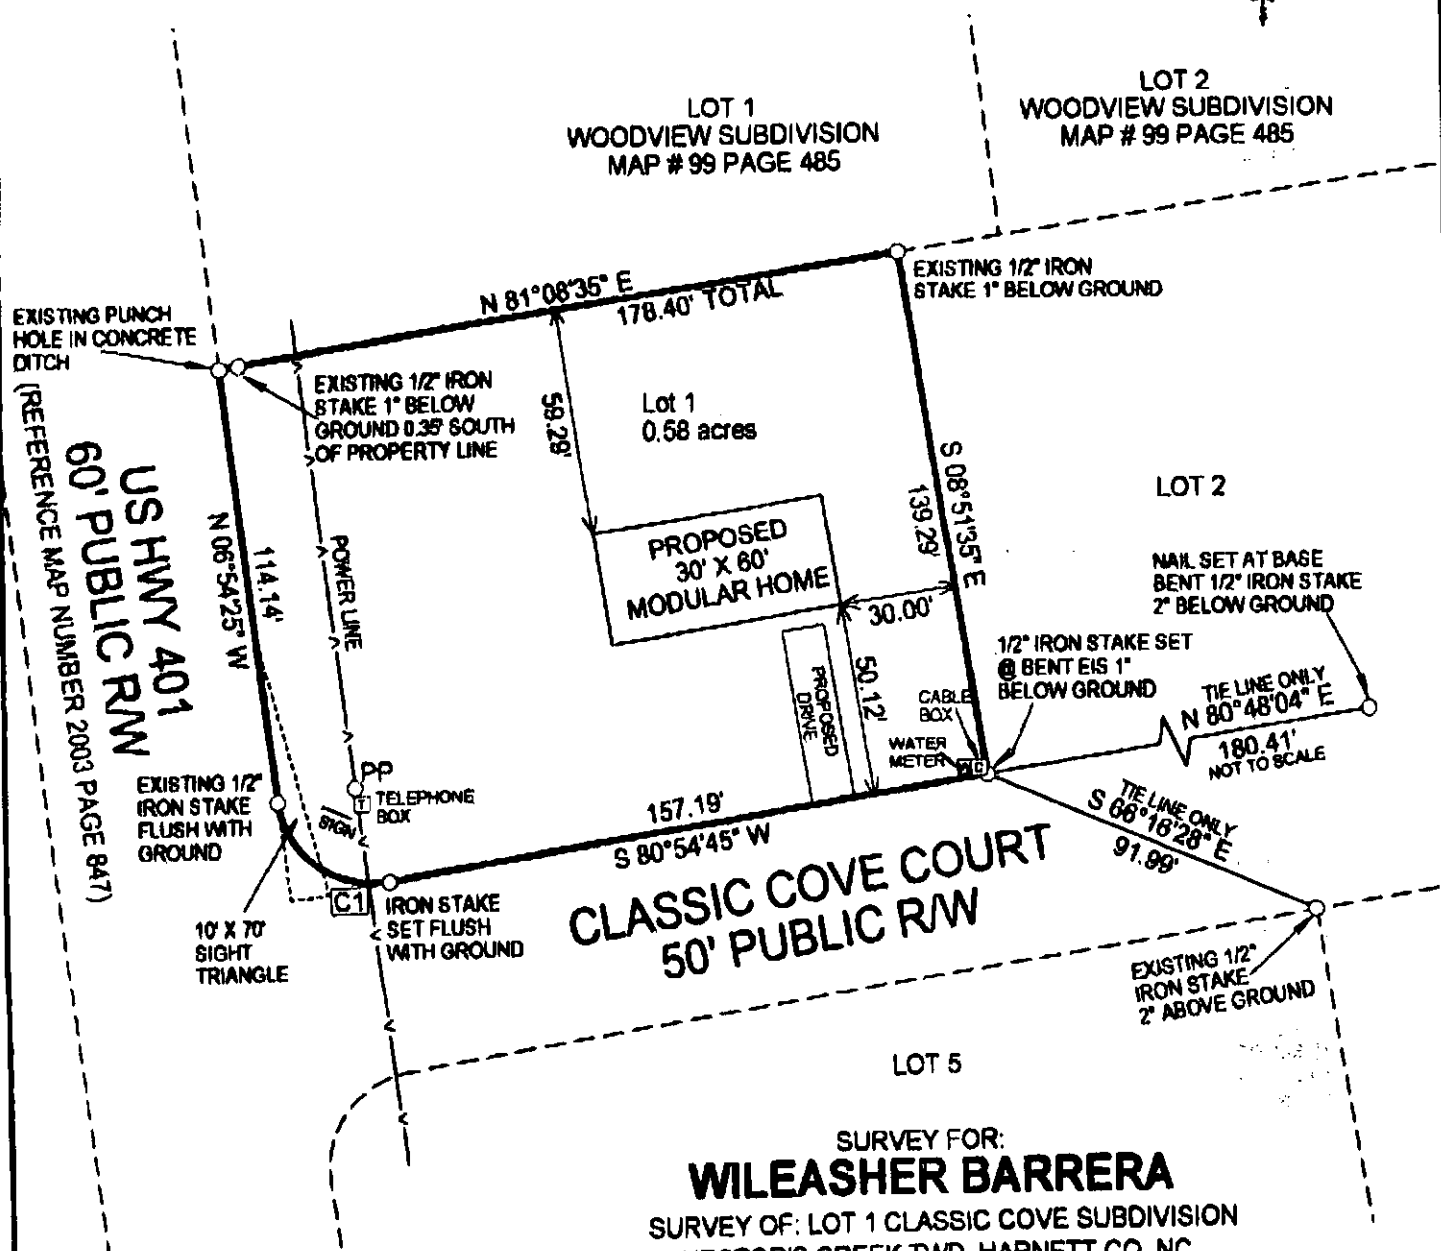 LOT 1
WOODVIEW SUBDIVISION
MAP # 99 PAGE 485
LOT 2
WOODVIEW SUBDIVISION
MAP # 99 PAGE 485
EXISTING 1/2" IRON
STAKE 1" BELOW GROUND
N 81°08'35" E
178.40' TOTAL
EXISTING PUNCH
HOLE IN CONCRETE
DITCH
EXISTING 1/2" IRON
STAKE 1" BELOW
GROUND 0.35' SOUTH
OF PROPERTY LINE
59.29'
Lot 1
0.58 acres
S 08°51'35" E
139.29'
LOT 2
US HWY 401
60' PUBLIC R/W
(REFERENCE MAP NUMBER 2003 PAGE 847)
N 06°54'25" W
114.14'
POWER LINE
PROPOSED
30' X 60'
MODULAR HOME
30.00'
50.12'
PROPOSED
DRIVE
NAIL SET AT BASE
BENT 1/2" IRON STAKE
2" BELOW GROUND
1/2" IRON STAKE SET
@ BENT EIS 1"
BELOW GROUND
CABLE
BOX
WATER
METER
W C
TIE LINE ONLY
N 80°48'04" E
180.41'
NOT TO SCALE
TIE LINE ONLY
S 66°16'28" E
91.99'
PP
T
TELEPHONE
BOX
SIGN
EXISTING 1/2"
IRON STAKE
FLUSH WITH
GROUND
157.19'
S 80°54'45" W
C1
IRON STAKE
SET FLUSH
WITH GROUND
10' X 70'
SIGHT
TRIANGLE
CLASSIC COVE COURT
50' PUBLIC R/W
EXISTING 1/2"
IRON STAKE
2" ABOVE GROUND
LOT 5
SURVEY FOR:
WILEASHER BARRERA
SURVEY OF: LOT 1 CLASSIC COVE SUBDIVISION
CREEK TWP. HARNETT CO. NC